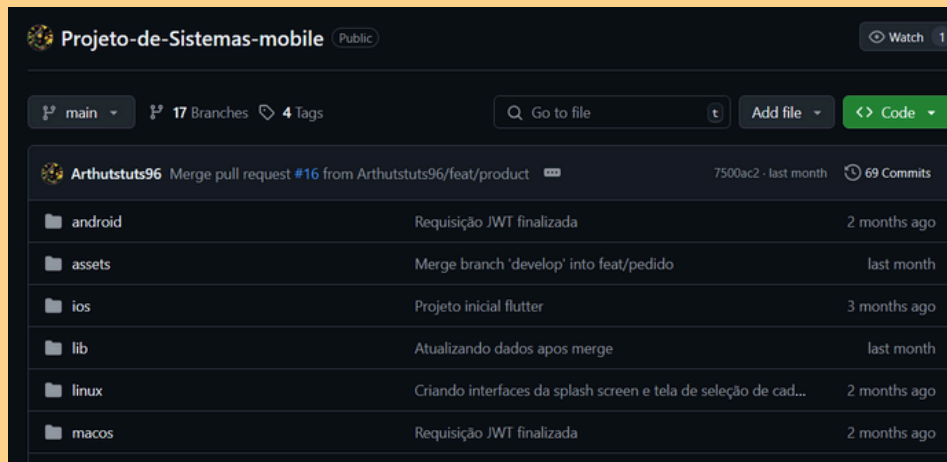 Projeto-de-Sistemas-mobile Public Watch 1
main 17 Branches 4 Tags Go to file t Add file Code
Arthutstuts96 Merge pull request #16 from Arthutstuts96/feat/product 7500ac2 · last month 69 Commits
android Requisição JWT finalizada 2 months ago
assets Merge branch 'develop' into feat/pedido last month
ios Projeto inicial flutter 3 months ago
lib Atualizando dados apos merge last month
linux Criando interfaces da splash screen e tela de seleção de cad... 2 months ago
macos Requisição JWT finalizada 2 months ago